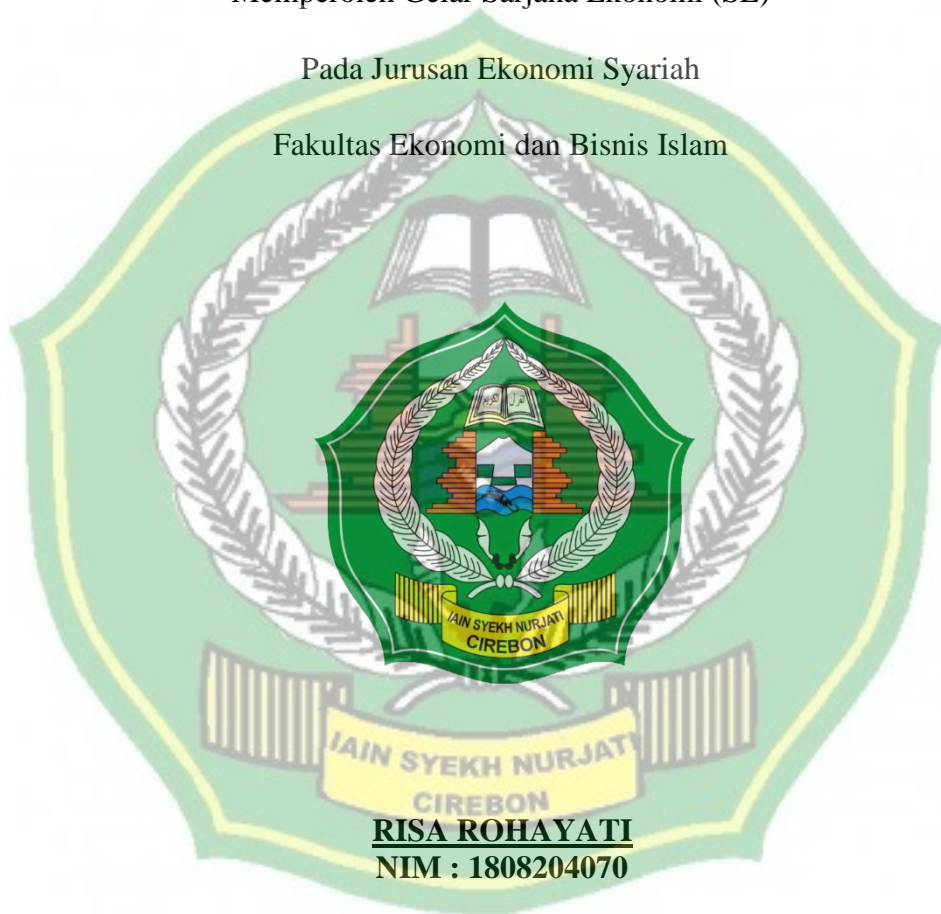 Memperoleh Gelar Sarjana Ekonomi (SE)
Pada Jurusan Ekonomi Syariah
Fakultas Ekonomi dan Bisnis Islam
IAIN SYEKH NURJATI
CIREBON
IAIN SYEKH NURJATI
CIREBON
RISA ROHAYATI
NIM : 1808204070